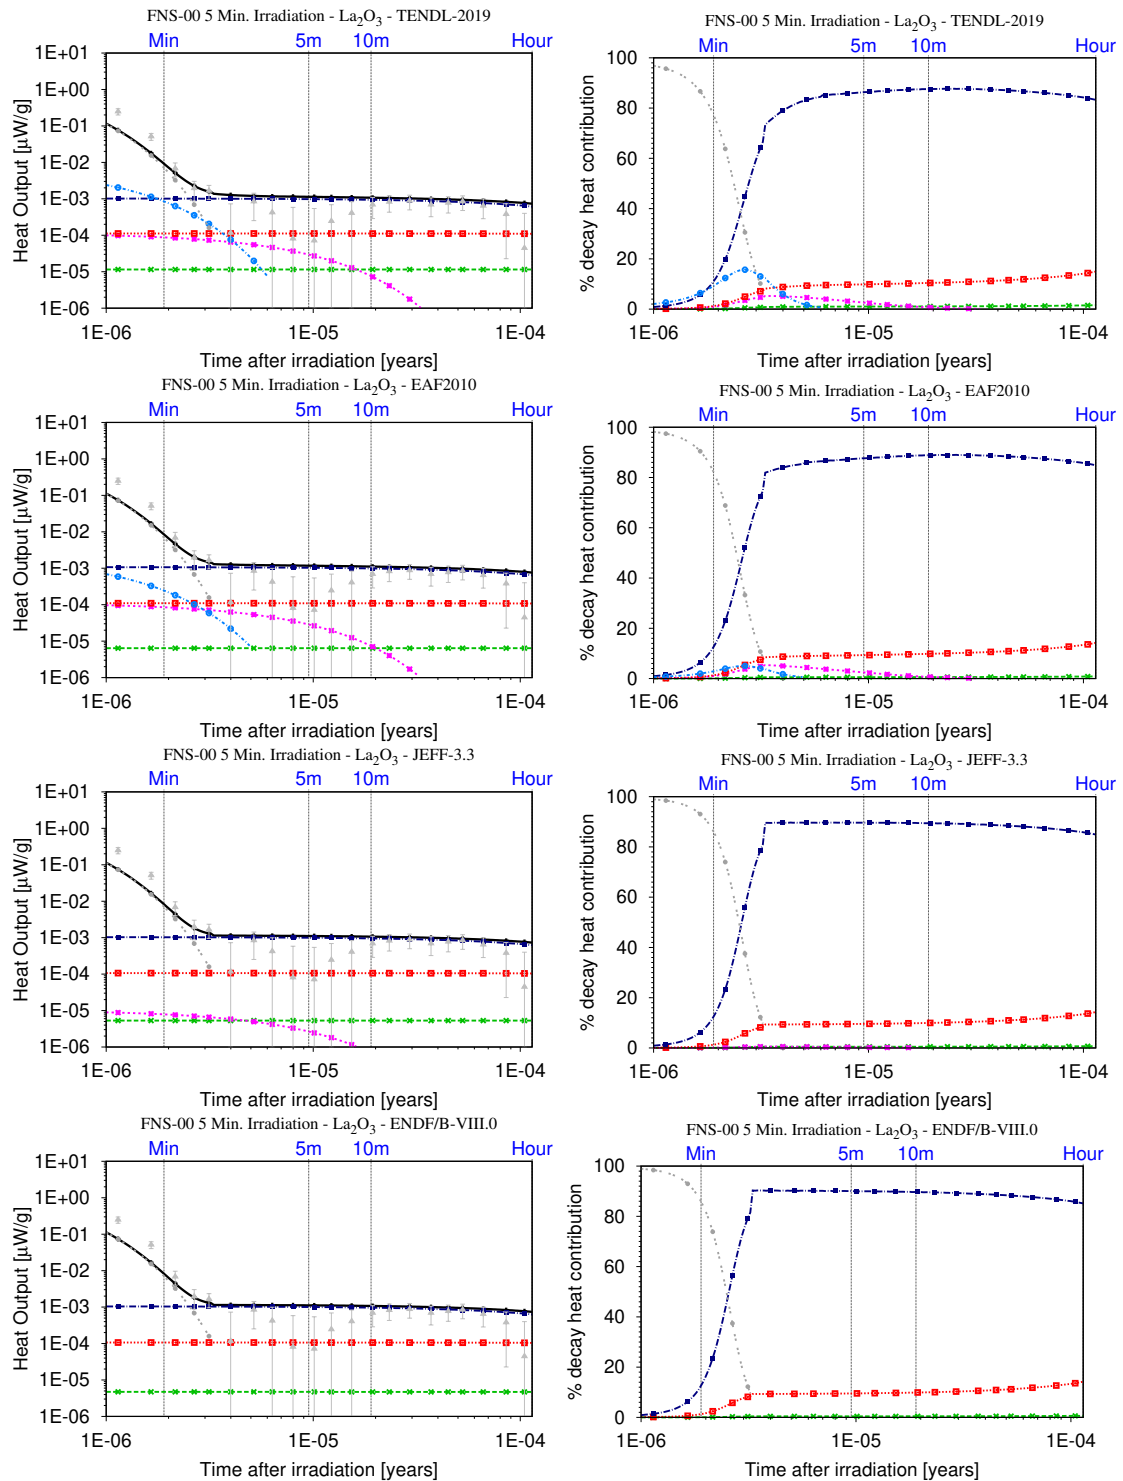 FNS-00 5 Min. Irradiation - La₂O₃ - TENDL-2019
Min 5m 10m Hour
Heat Output [µW/g]
1E+01
1E+00
1E-01
1E-02
1E-03
1E-04
1E-05
1E-06
1E-06 1E-05 1E-04
Time after irradiation [years]
FNS-00 5 Min. Irradiation - La₂O₃ - TENDL-2019
Min 5m 10m Hour
% decay heat contribution
100
80
60
40
20
0
1E-06 1E-05 1E-04
Time after irradiation [years]
FNS-00 5 Min. Irradiation - La₂O₃ - EAF2010
Min 5m 10m Hour
Heat Output [µW/g]
1E+01
1E+00
1E-01
1E-02
1E-03
1E-04
1E-05
1E-06
1E-06 1E-05 1E-04
Time after irradiation [years]
FNS-00 5 Min. Irradiation - La₂O₃ - EAF2010
Min 5m 10m Hour
% decay heat contribution
100
80
60
40
20
0
1E-06 1E-05 1E-04
Time after irradiation [years]
FNS-00 5 Min. Irradiation - La₂O₃ - JEFF-3.3
Min 5m 10m Hour
Heat Output [µW/g]
1E+01
1E+00
1E-01
1E-02
1E-03
1E-04
1E-05
1E-06
1E-06 1E-05 1E-04
Time after irradiation [years]
FNS-00 5 Min. Irradiation - La₂O₃ - JEFF-3.3
Min 5m 10m Hour
% decay heat contribution
100
80
60
40
20
0
1E-06 1E-05 1E-04
Time after irradiation [years]
FNS-00 5 Min. Irradiation - La₂O₃ - ENDF/B-VIII.0
Min 5m 10m Hour
Heat Output [µW/g]
1E+01
1E+00
1E-01
1E-02
1E-03
1E-04
1E-05
1E-06
1E-06 1E-05 1E-04
Time after irradiation [years]
FNS-00 5 Min. Irradiation - La₂O₃ - ENDF/B-VIII.0
Min 5m 10m Hour
% decay heat contribution
100
80
60
40
20
0
1E-06 1E-05 1E-04
Time after irradiation [years]